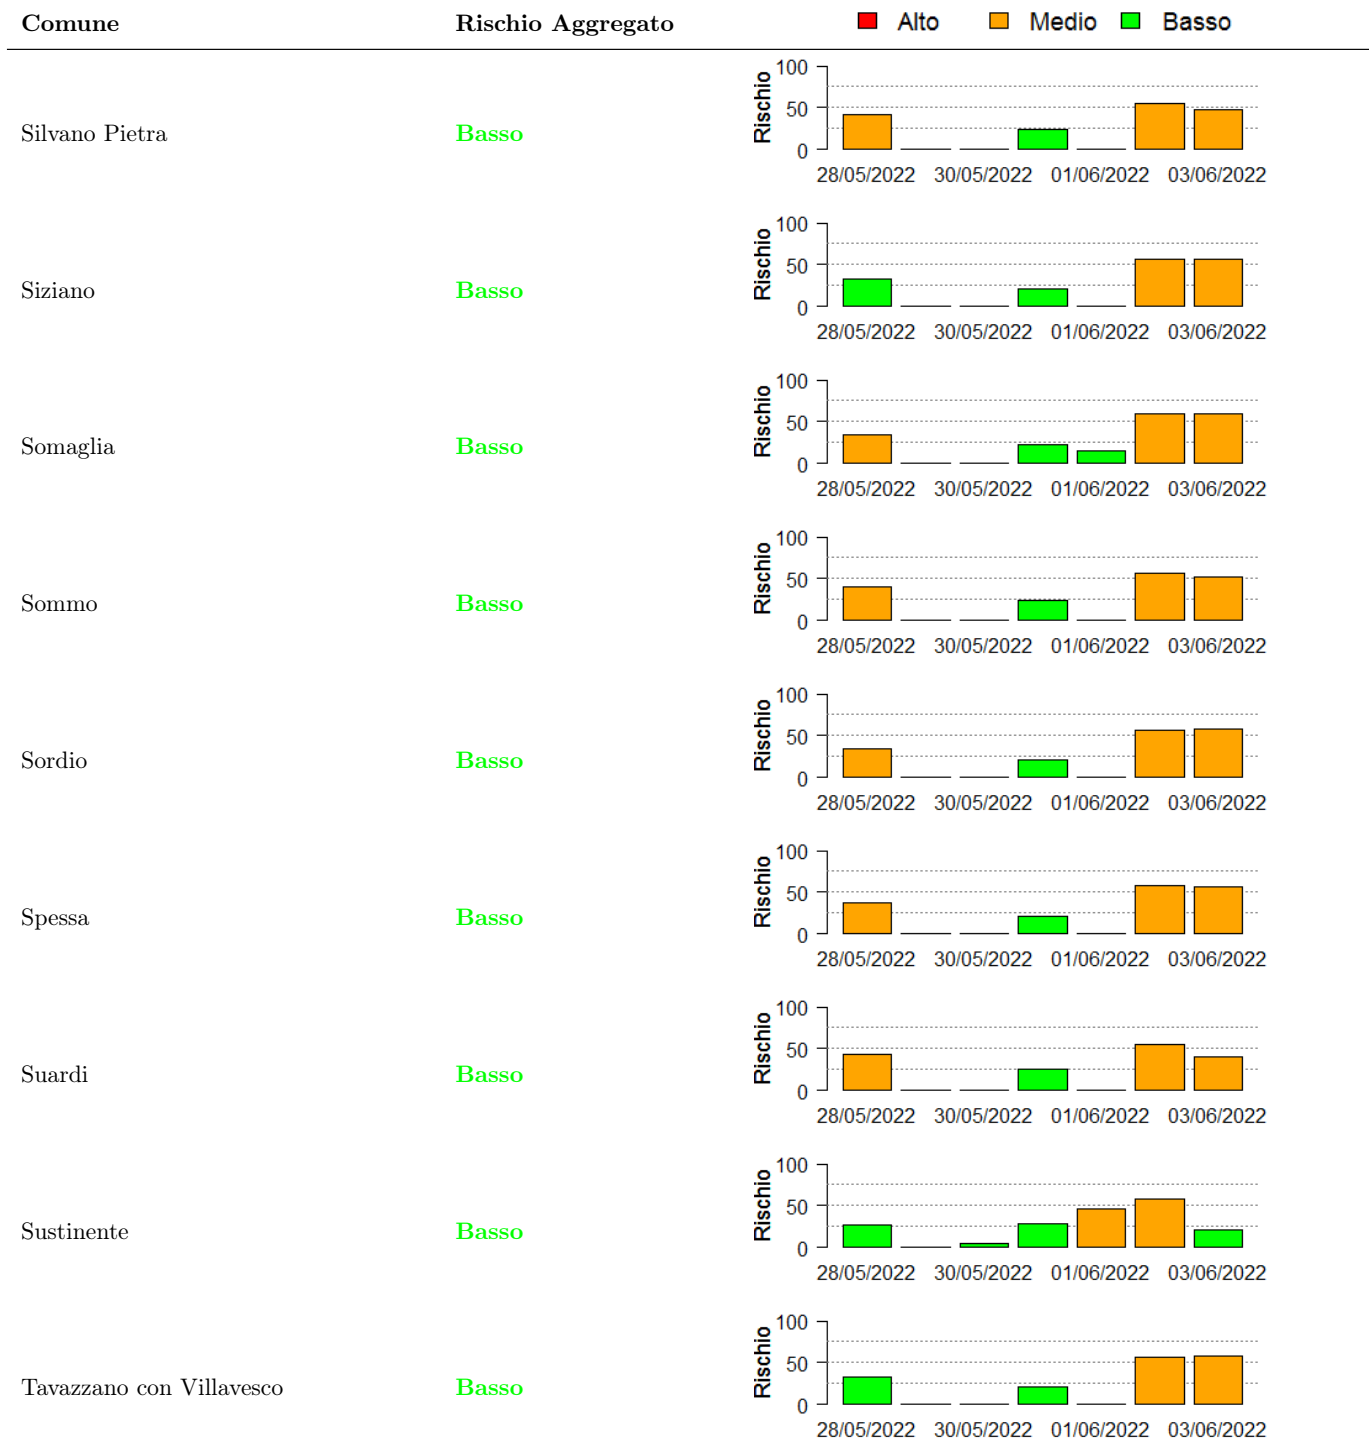 Comune Rischio Aggregato Alto Medio Basso
100
50
0
Rischio
Silvano Pietra Basso
28/05/2022 30/05/2022 01/06/2022 03/06/2022
100
50
0
Rischio
Siziano Basso
28/05/2022 30/05/2022 01/06/2022 03/06/2022
100
50
0
Rischio
Somaglia Basso
28/05/2022 30/05/2022 01/06/2022 03/06/2022
100
50
0
Rischio
Sommo Basso
28/05/2022 30/05/2022 01/06/2022 03/06/2022
100
50
0
Rischio
Sordio Basso
28/05/2022 30/05/2022 01/06/2022 03/06/2022
100
50
0
Rischio
Spessa Basso
28/05/2022 30/05/2022 01/06/2022 03/06/2022
100
50
0
Rischio
Suardi Basso
28/05/2022 30/05/2022 01/06/2022 03/06/2022
100
50
0
Rischio
Sustinente Basso
28/05/2022 30/05/2022 01/06/2022 03/06/2022
100
50
0
Rischio
Tavazzano con Villavesco Basso
28/05/2022 30/05/2022 01/06/2022 03/06/2022